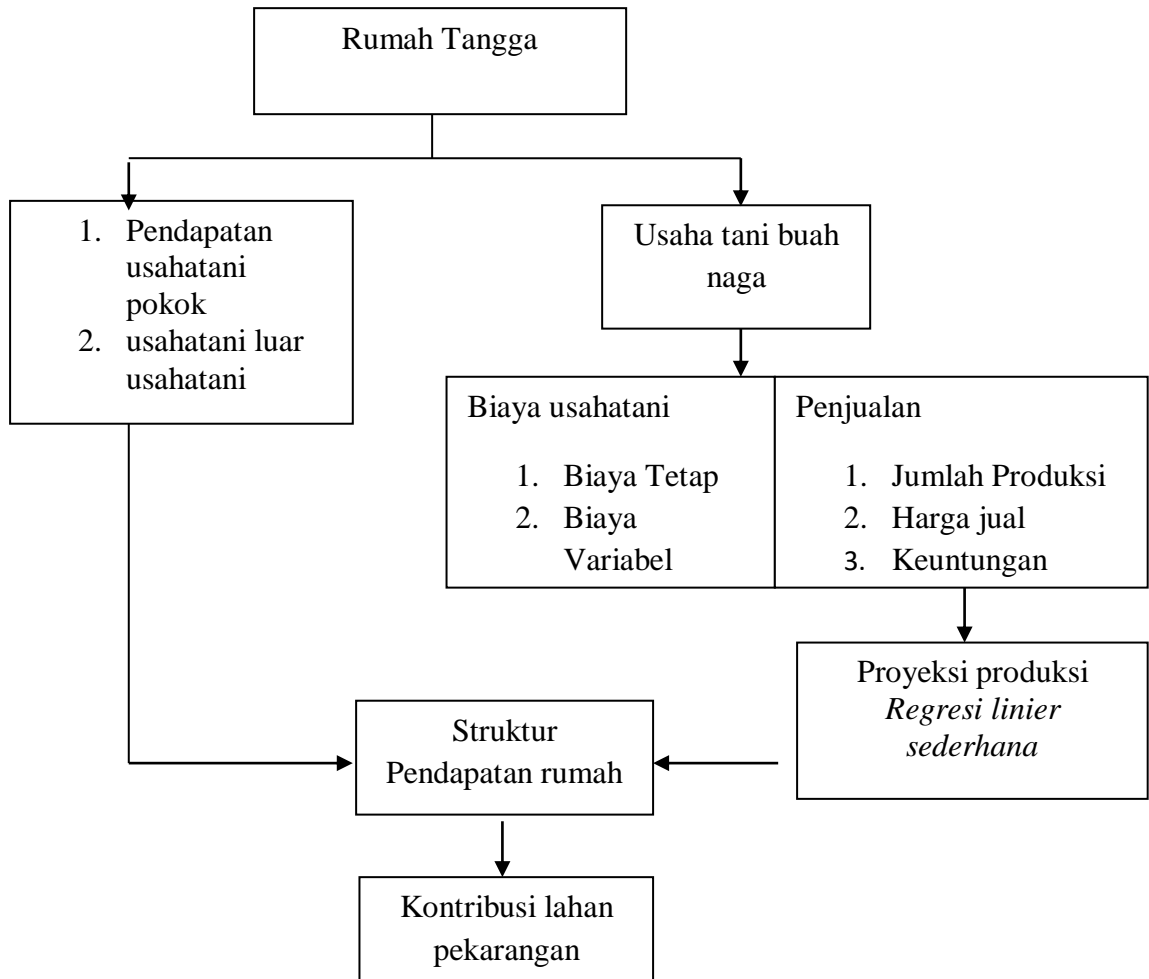 Rumah Tangga
1. Pendapatan
usahatani
pokok
2. usahatani luar
usahatani
Usaha tani buah
naga
Biaya usahatani
1. Biaya Tetap
2. Biaya
Variabel
Penjualan
1. Jumlah Produksi
2. Harga jual
3. Keuntungan
Proyeksi produksi
Regresi linier
sederhana
Struktur
Pendapatan rumah
Kontribusi lahan
pekarangan